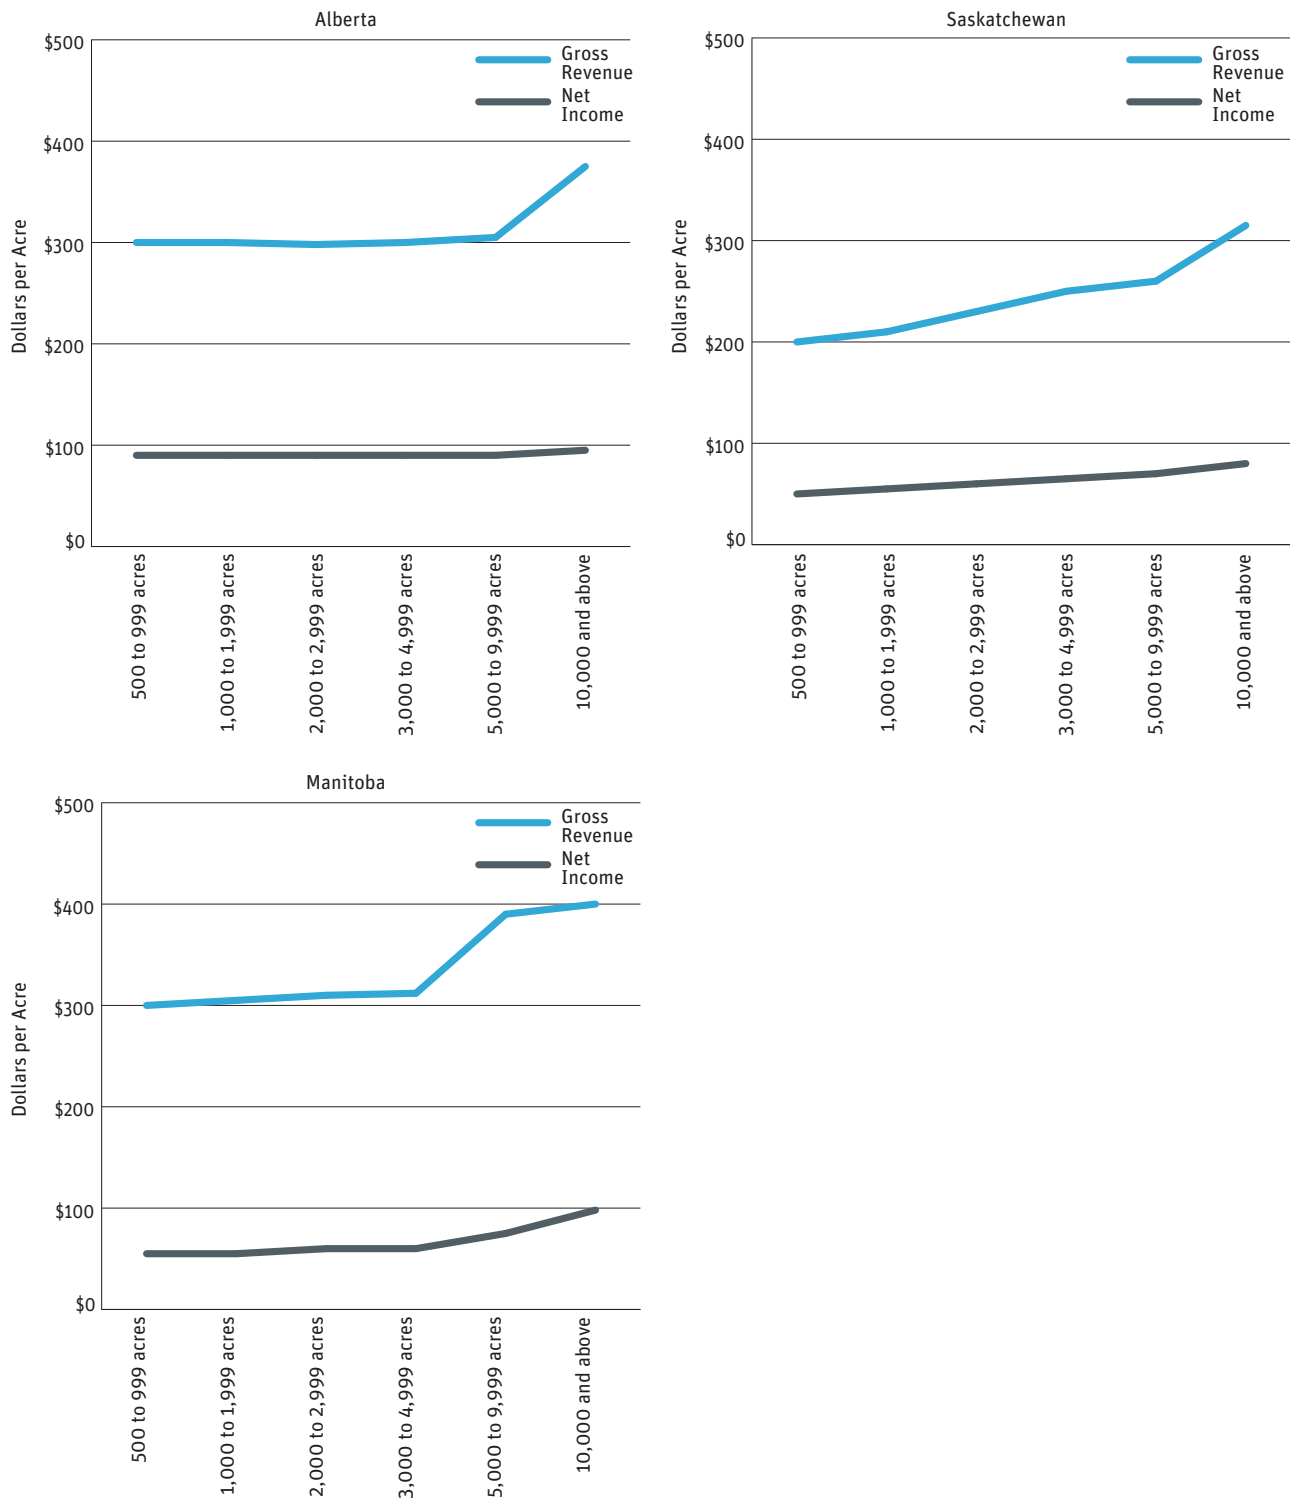 Alberta
$500
$400
$300
$200
$100
$0
Dollars per Acre
Gross
Revenue
Net
Income
500 to 999 acres
1,000 to 1,999 acres
2,000 to 2,999 acres
3,000 to 4,999 acres
5,000 to 9,999 acres
10,000 and above
Saskatchewan
$500
$400
$300
$200
$100
$0
Dollars per Acre
Gross
Revenue
Net
Income
500 to 999 acres
1,000 to 1,999 acres
2,000 to 2,999 acres
3,000 to 4,999 acres
5,000 to 9,999 acres
10,000 and above
Manitoba
$500
$400
$300
$200
$100
$0
Dollars per Acre
Gross
Revenue
Net
Income
500 to 999 acres
1,000 to 1,999 acres
2,000 to 2,999 acres
3,000 to 4,999 acres
5,000 to 9,999 acres
10,000 and above